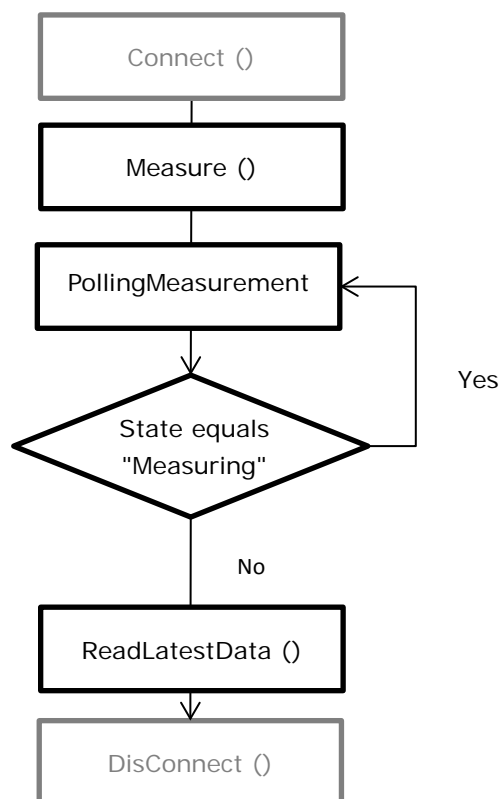 Connect ()
Measure ()
PollingMeasurement
Yes
State equals
"Measuring"
No
ReadLatestData ()
DisConnect ()